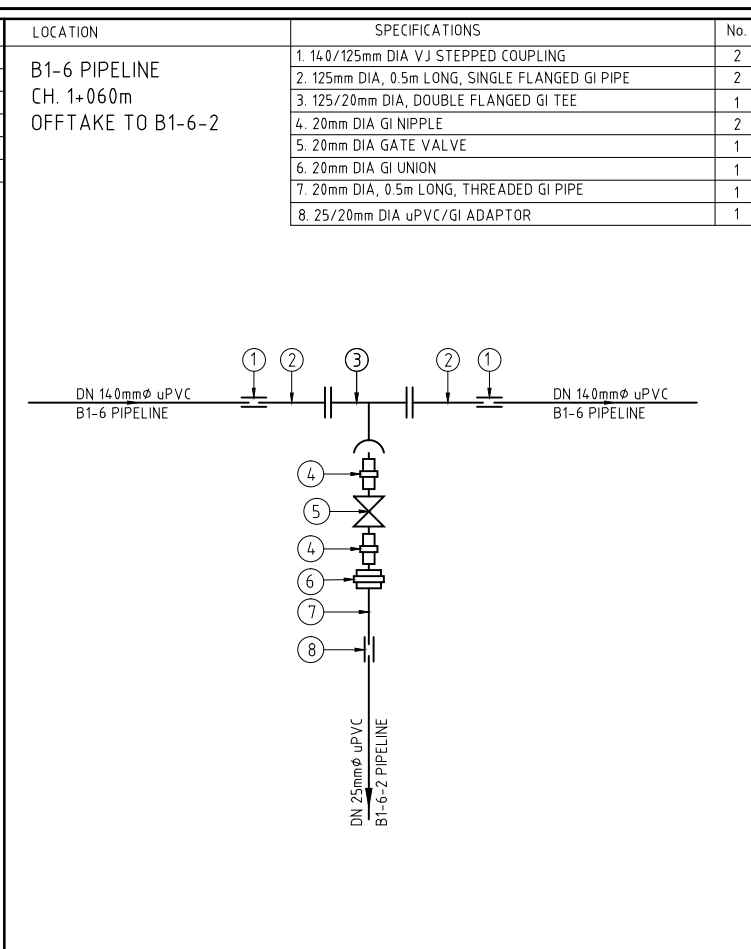 LOCATION
SPECIFICATIONS
No.
B1-6 PIPELINE
CH. 1+060m
OFFTAKE TO B1-6-2
1. 140/125mm DIA VJ STEPPED COUPLING 2
2. 125mm DIA, 0.5m LONG, SINGLE FLANGED GI PIPE 2
3. 125/20mm DIA, DOUBLE FLANGED GI TEE 1
4. 20mm DIA GI NIPPLE 2
5. 20mm DIA GATE VALVE 1
6. 20mm DIA GI UNION 1
7. 20mm DIA, 0.5m LONG, THREADED GI PIPE 1
8. 25/20mm DIA uPVC/GI ADAPTOR 1
1 2 3 2 1
DN 140mmØ uPVC
B1-6 PIPELINE
DN 140mmØ uPVC
B1-6 PIPELINE
4
5
4
6
7
8
DN 25mmØ uPVC
B1-6-2 PIPELINE